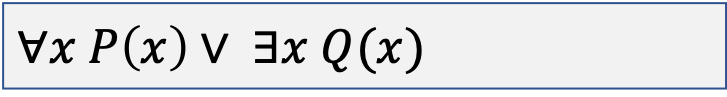 ∀x P(x) ∨ ∃x Q(x)